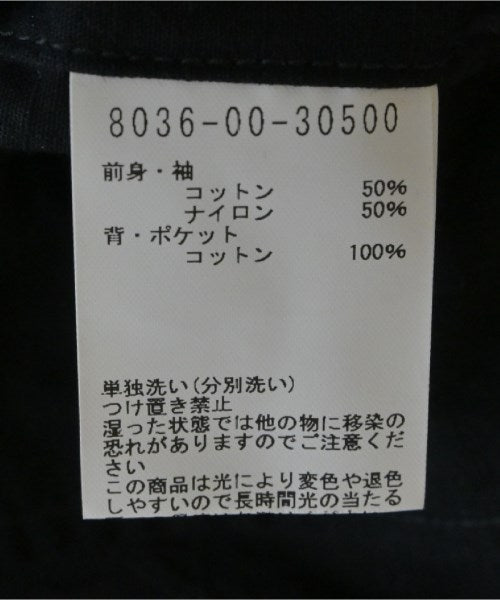 8036-00-30500
前身・袖
コットン 50%
ナイロン 50%
背・ポケット
コットン 100%
単独洗い(分別洗い)
つけ置き禁止
湿った状態では他の物に移染の
恐れがありますのでご注意くだ
さい
この商品は光により変色や退色
しやすいので長時間光の当たる